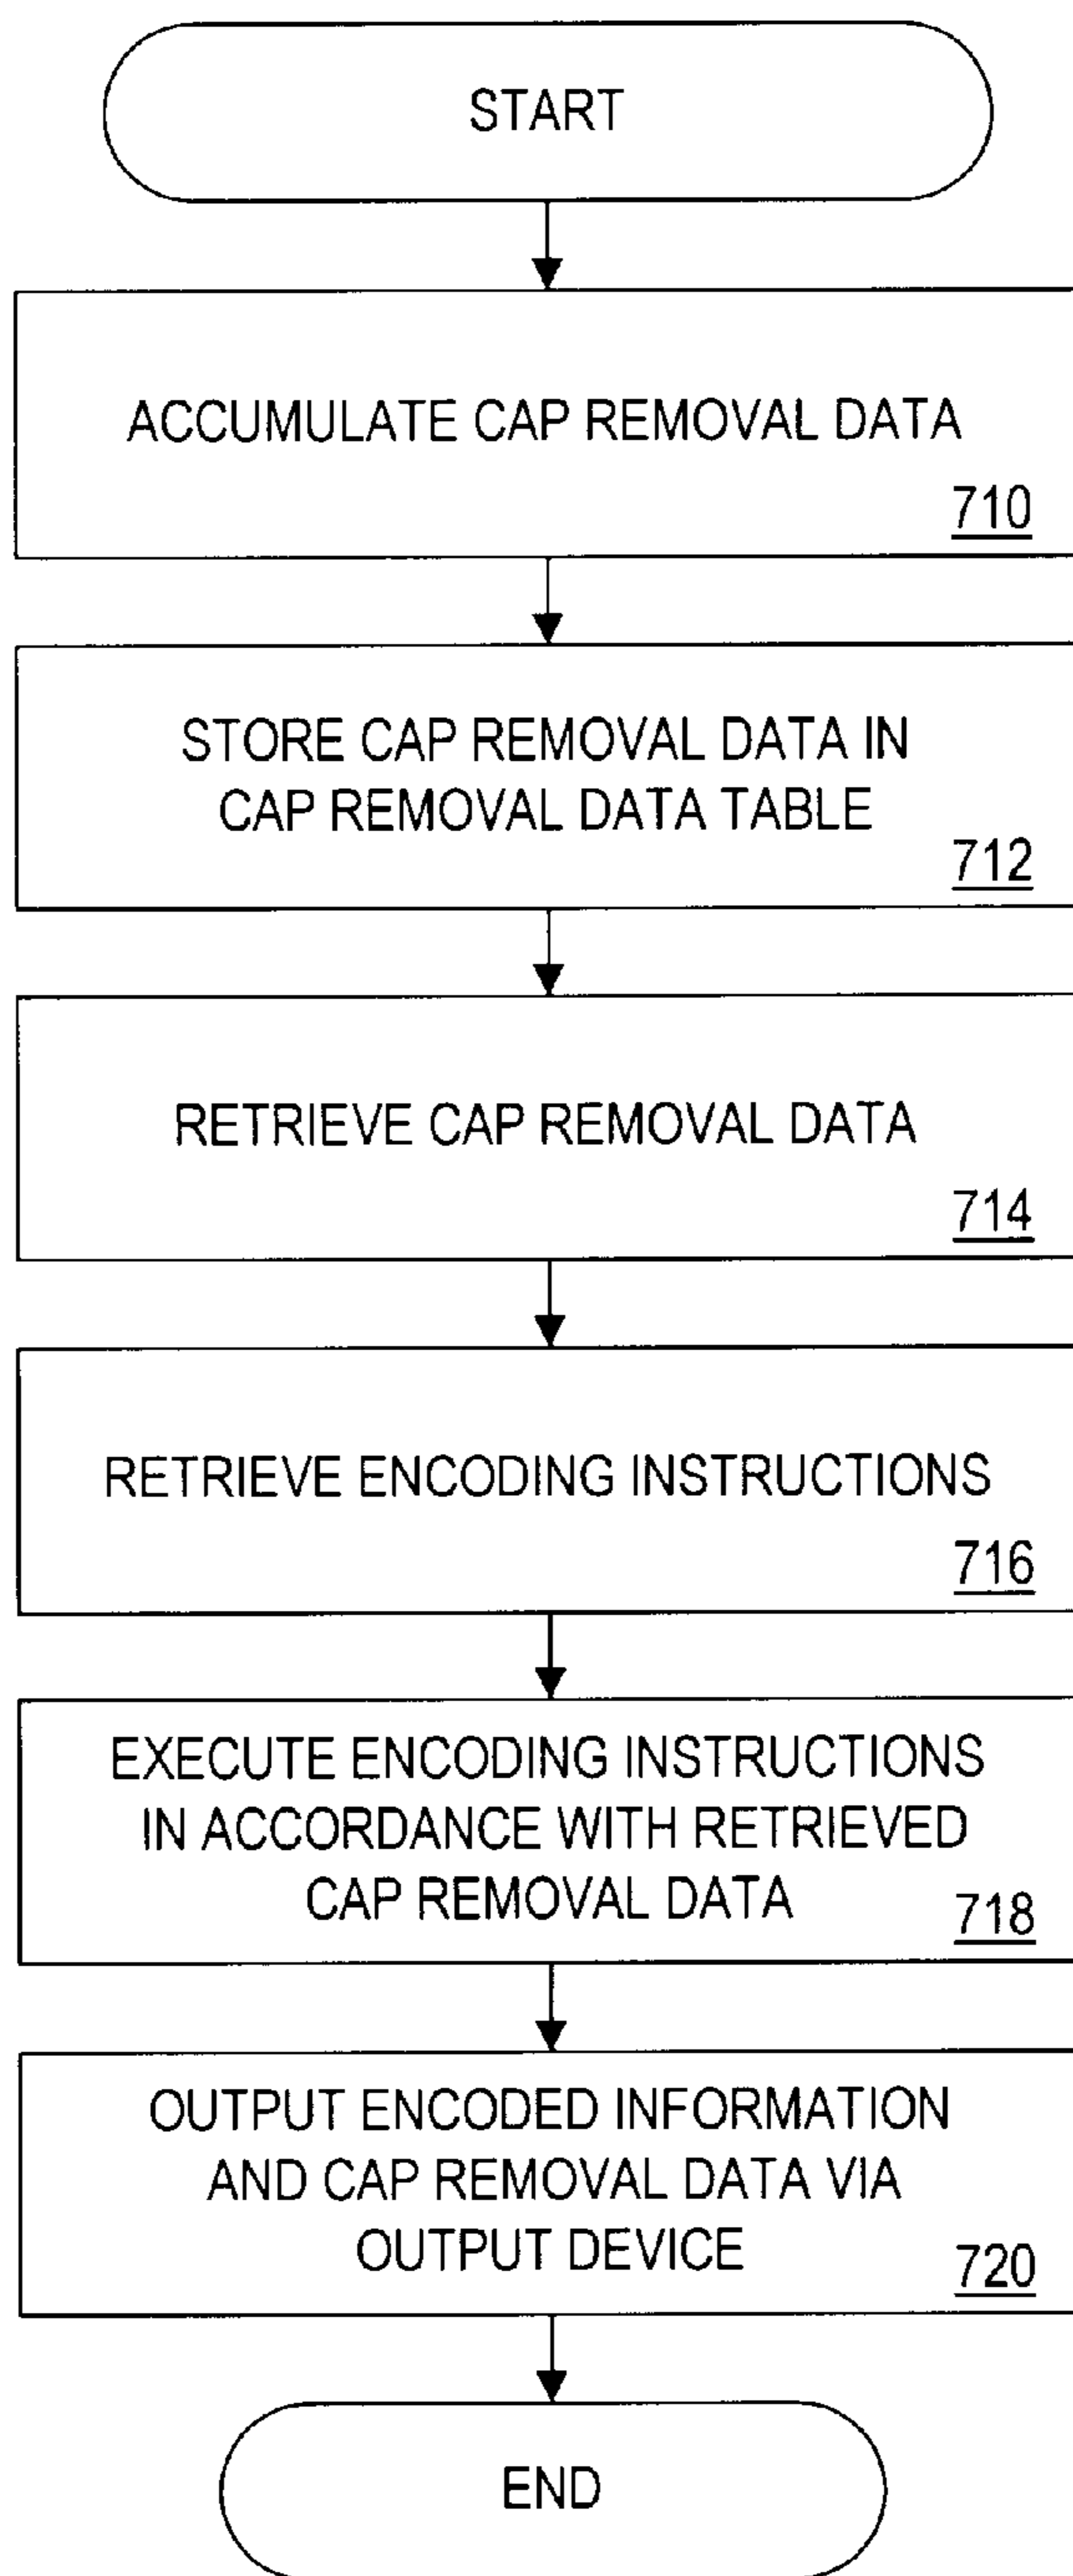 START
ACCUMULATE CAP REMOVAL DATA
710
STORE CAP REMOVAL DATA IN
CAP REMOVAL DATA TABLE
712
RETRIEVE CAP REMOVAL DATA
714
RETRIEVE ENCODING INSTRUCTIONS
716
EXECUTE ENCODING INSTRUCTIONS
IN ACCORDANCE WITH RETRIEVED
CAP REMOVAL DATA
718
OUTPUT ENCODED INFORMATION
AND CAP REMOVAL DATA VIA
OUTPUT DEVICE
720
END